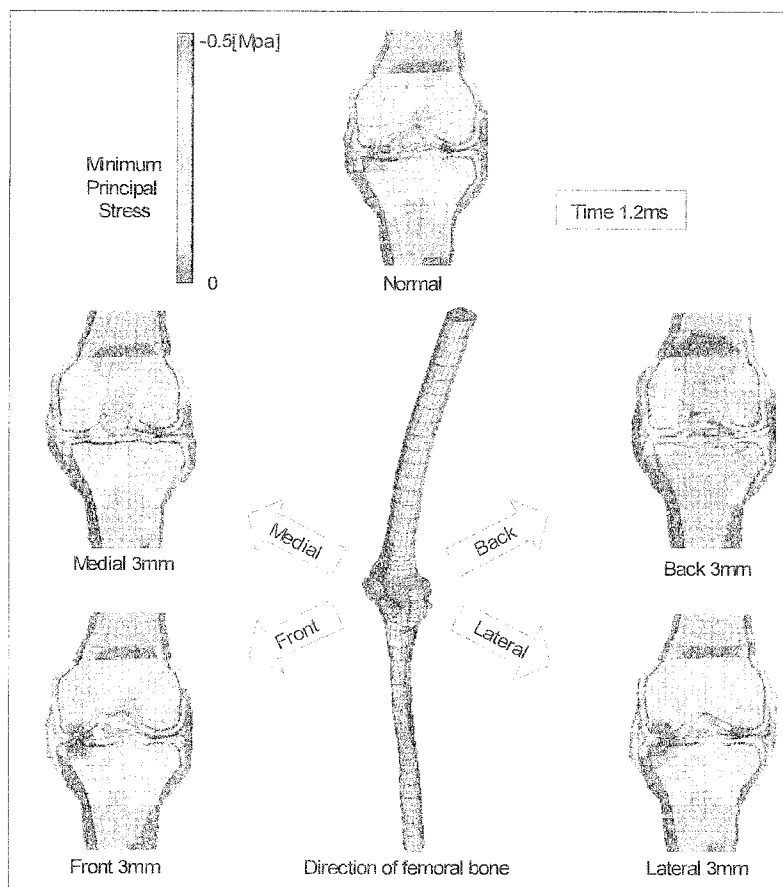 -0.5[Mpa]
Minimum
Principal
Stress
Time 1.2ms
0
Normal
Medial
Back
Medial 3mm
Back 3mm
Front
Lateral
Front 3mm
Direction of femoral bone
Lateral 3mm